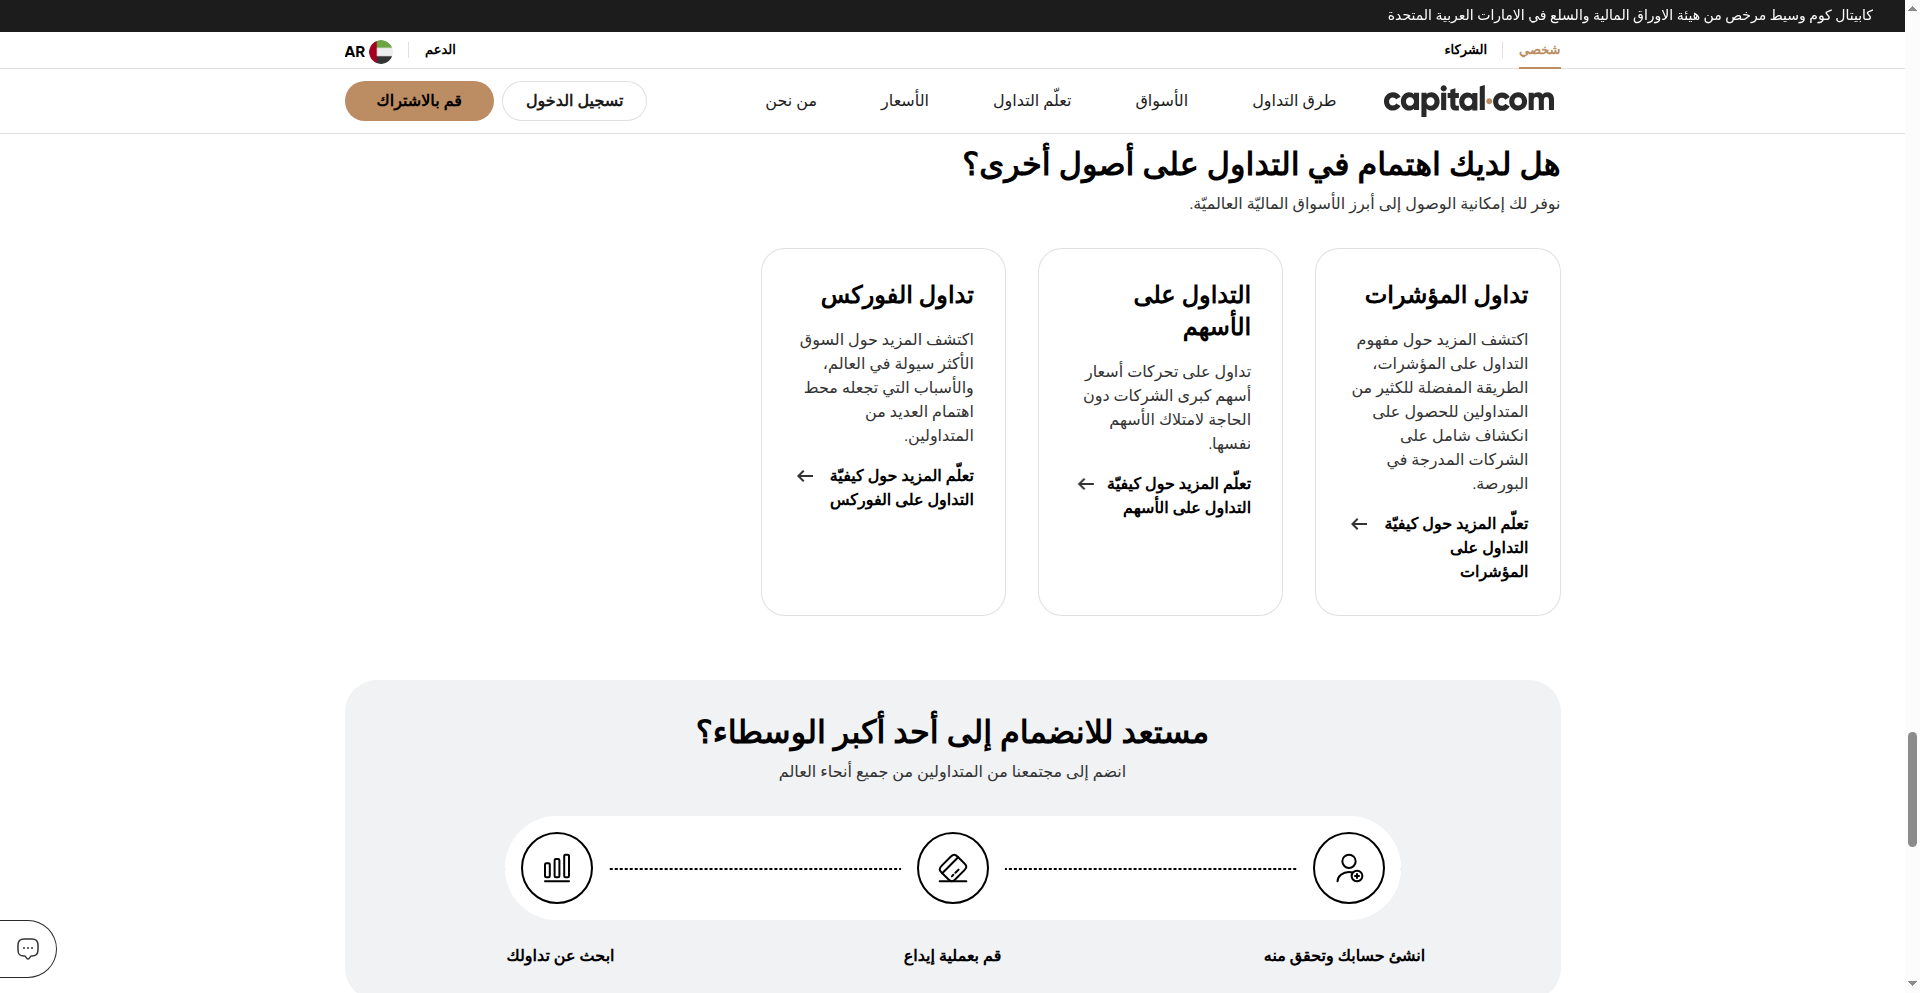 كابيتال كوم وسيط مرخص من هيئة الاوراق المالية والسلع في الامارات العربية المتحدة
شخصي
الشركاء
الدعم
AR
capital.com
طرق التداول
الأسواق
تعلّم التداول
الأسعار
من نحن
تسجيل الدخول
قم بالاشتراك
هل لديك اهتمام في التداول على أصول أخرى؟
نوفر لك إمكانية الوصول إلى أبرز الأسواق الماليّة العالميّة.
تداول المؤشرات
اكتشف المزيد حول مفهوم
التداول على المؤشرات،
الطريقة المفضلة للكثير من
المتداولين للحصول على
انكشاف شامل على
الشركات المدرجة في
البورصة.
تعلّم المزيد حول كيفيّة
التداول على
المؤشرات
التداول على
الأسهم
تداول على تحركات أسعار
أسهم كبرى الشركات دون
الحاجة لامتلاك الأسهم
نفسها.
تعلّم المزيد حول كيفيّة
التداول على الأسهم
تداول الفوركس
اكتشف المزيد حول السوق
الأكثر سيولة في العالم،
والأسباب التي تجعله محط
اهتمام العديد من
المتداولين.
تعلّم المزيد حول كيفيّة
التداول على الفوركس
مستعد للانضمام إلى أحد أكبر الوسطاء؟
انضم إلى مجتمعنا من المتداولين من جميع أنحاء العالم
انشئ حسابك وتحقق منه
قم بعملية إيداع
ابحث عن تداولك